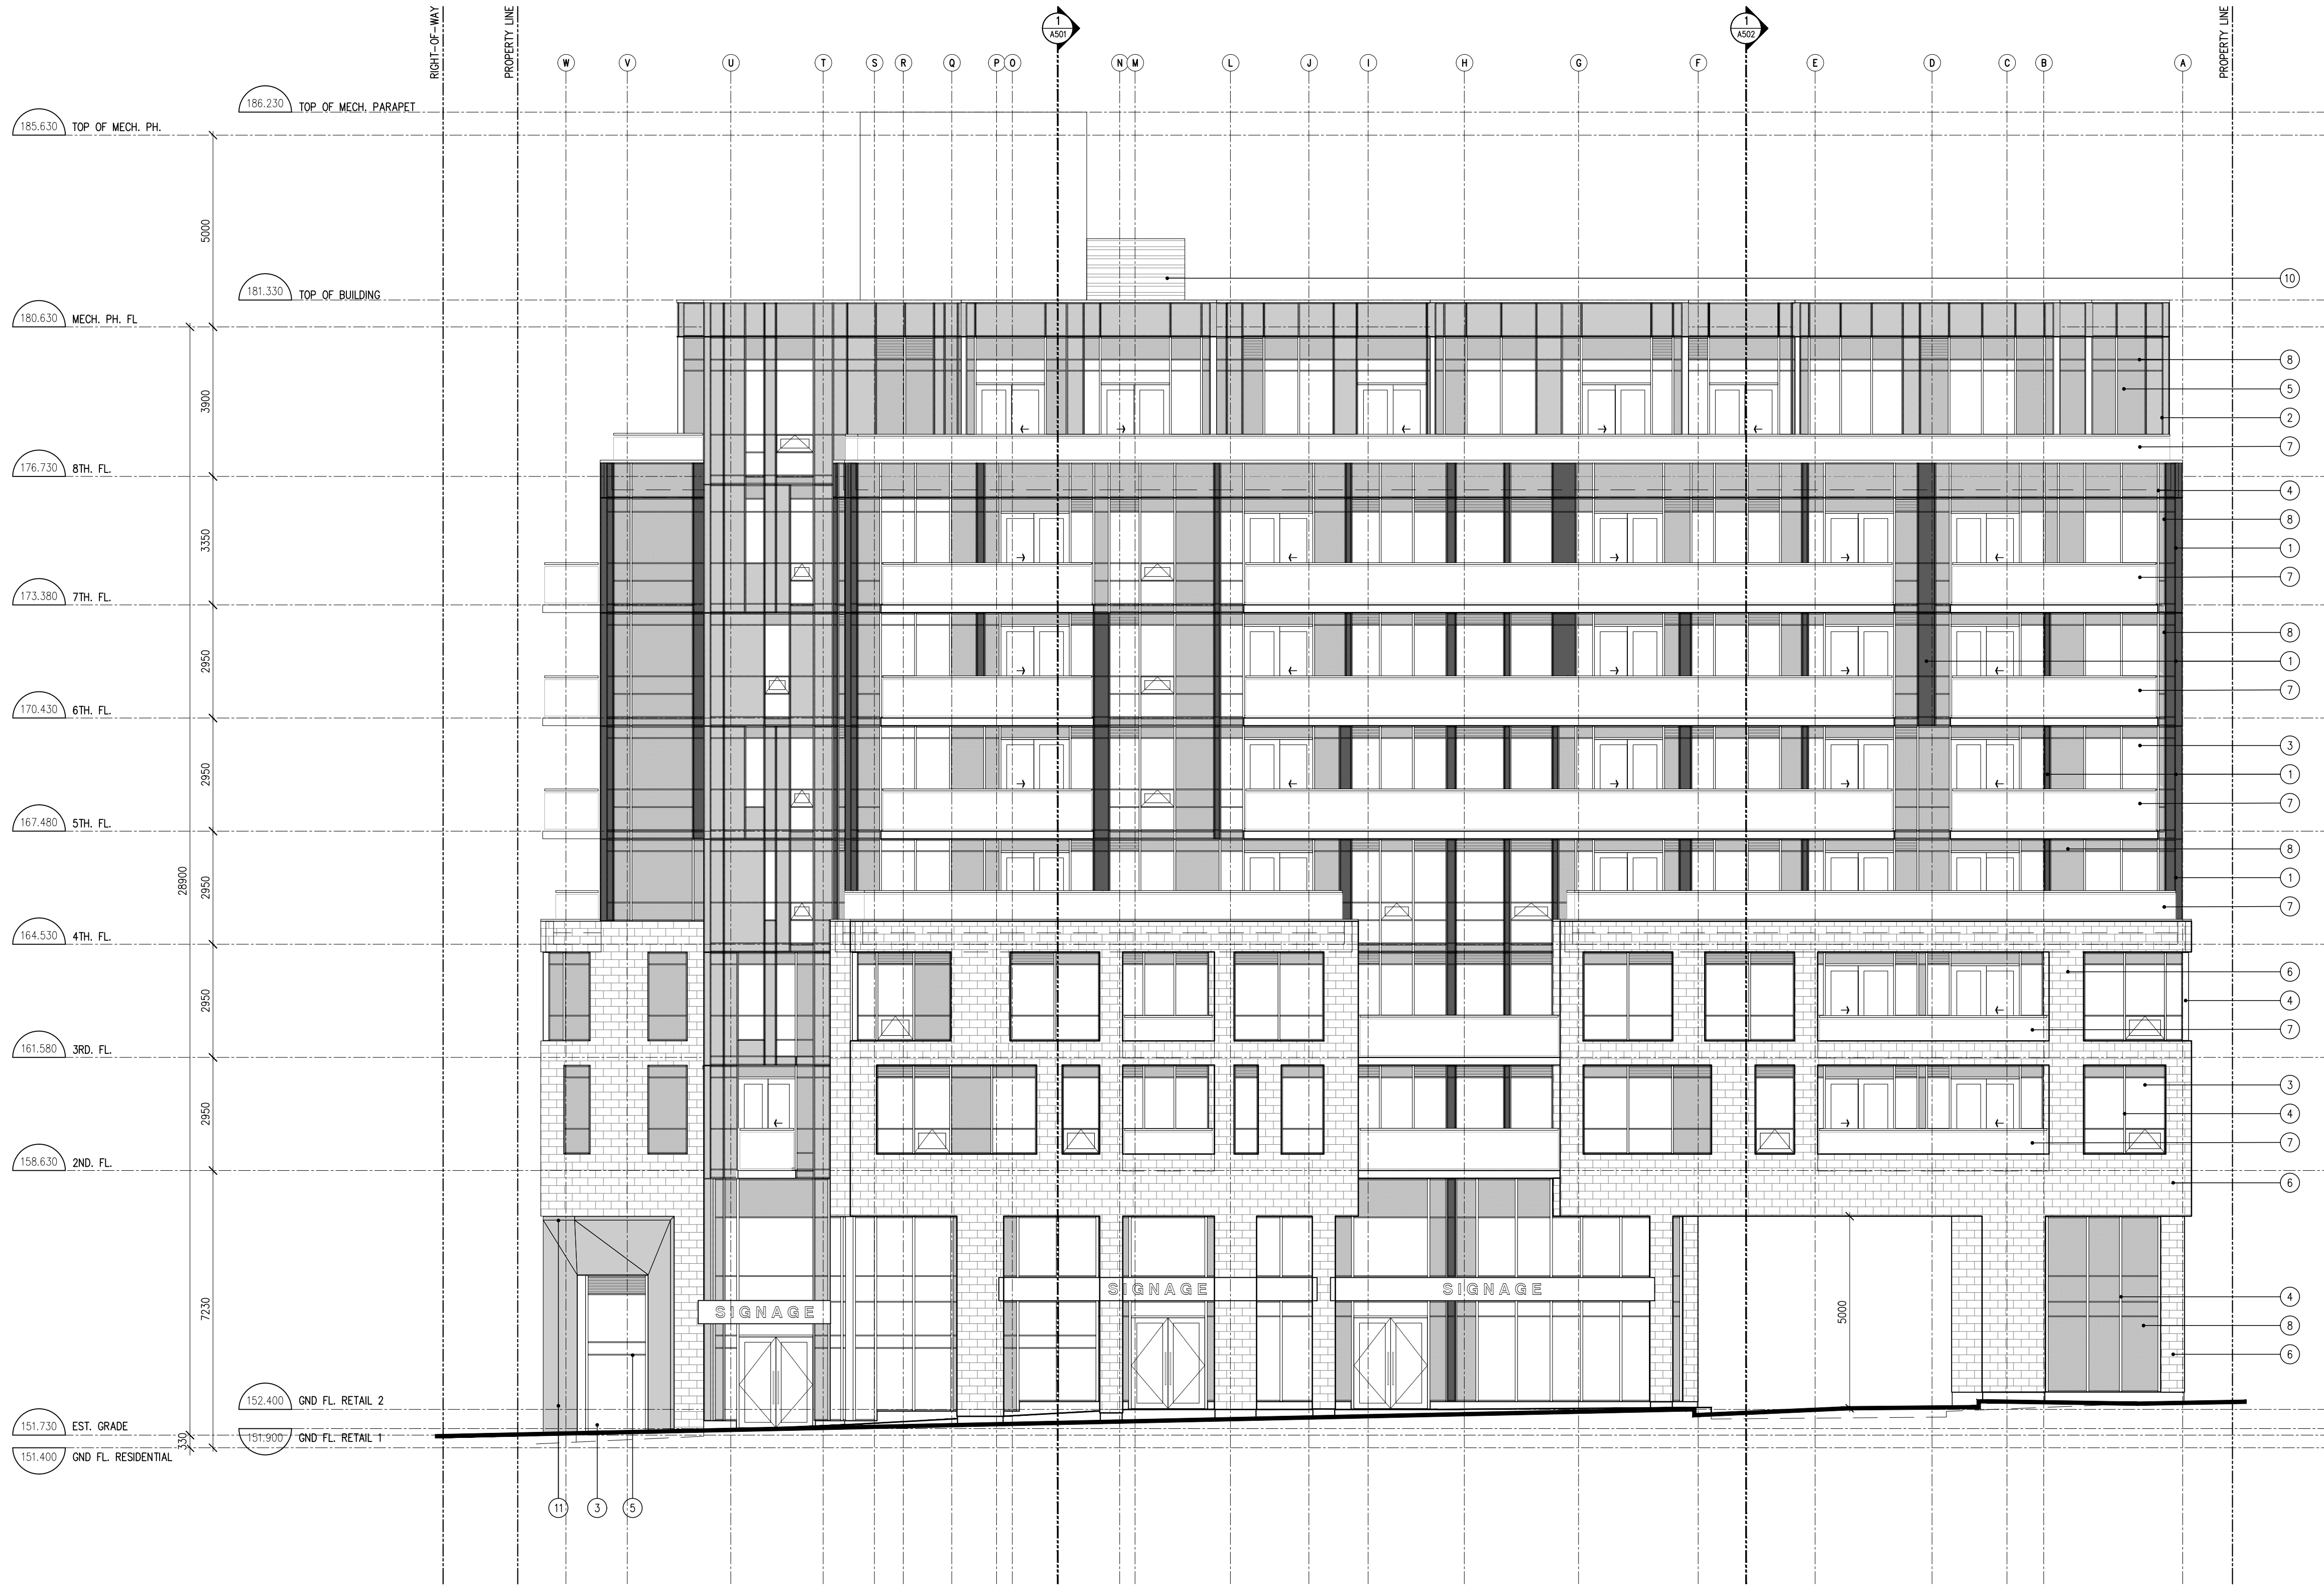 RIGHT-OF-WAY
PROPERTY LINE
1
A501
1
A502
PROPERTY LINE
W V U T S R Q P O N M L J I H G F E D C B A
186.230 TOP OF MECH. PARAPET
185.630 TOP OF MECH. PH.
5000
10
181.330 TOP OF BUILDING
180.630 MECH. PH. FL
8
5
3900
2
7
176.730 8TH. FL.
4
8
3350
1
7
173.380 7TH. FL.
8
2950
1
7
170.430 6TH. FL.
3
2950
1
7
167.480 5TH. FL.
8
28900
2950
1
7
164.530 4TH. FL.
6
2950
4
7
161.580 3RD. FL.
3
2950
4
7
158.630 2ND. FL.
6
SIGNAGE
SIGNAGE
SIGNAGE
7230
5000
4
8
6
152.400 GND FL. RETAIL 2
151.730 EST. GRADE
151.900 GND FL. RETAIL 1
330
151.400 GND FL. RESIDENTIAL
11
3
5